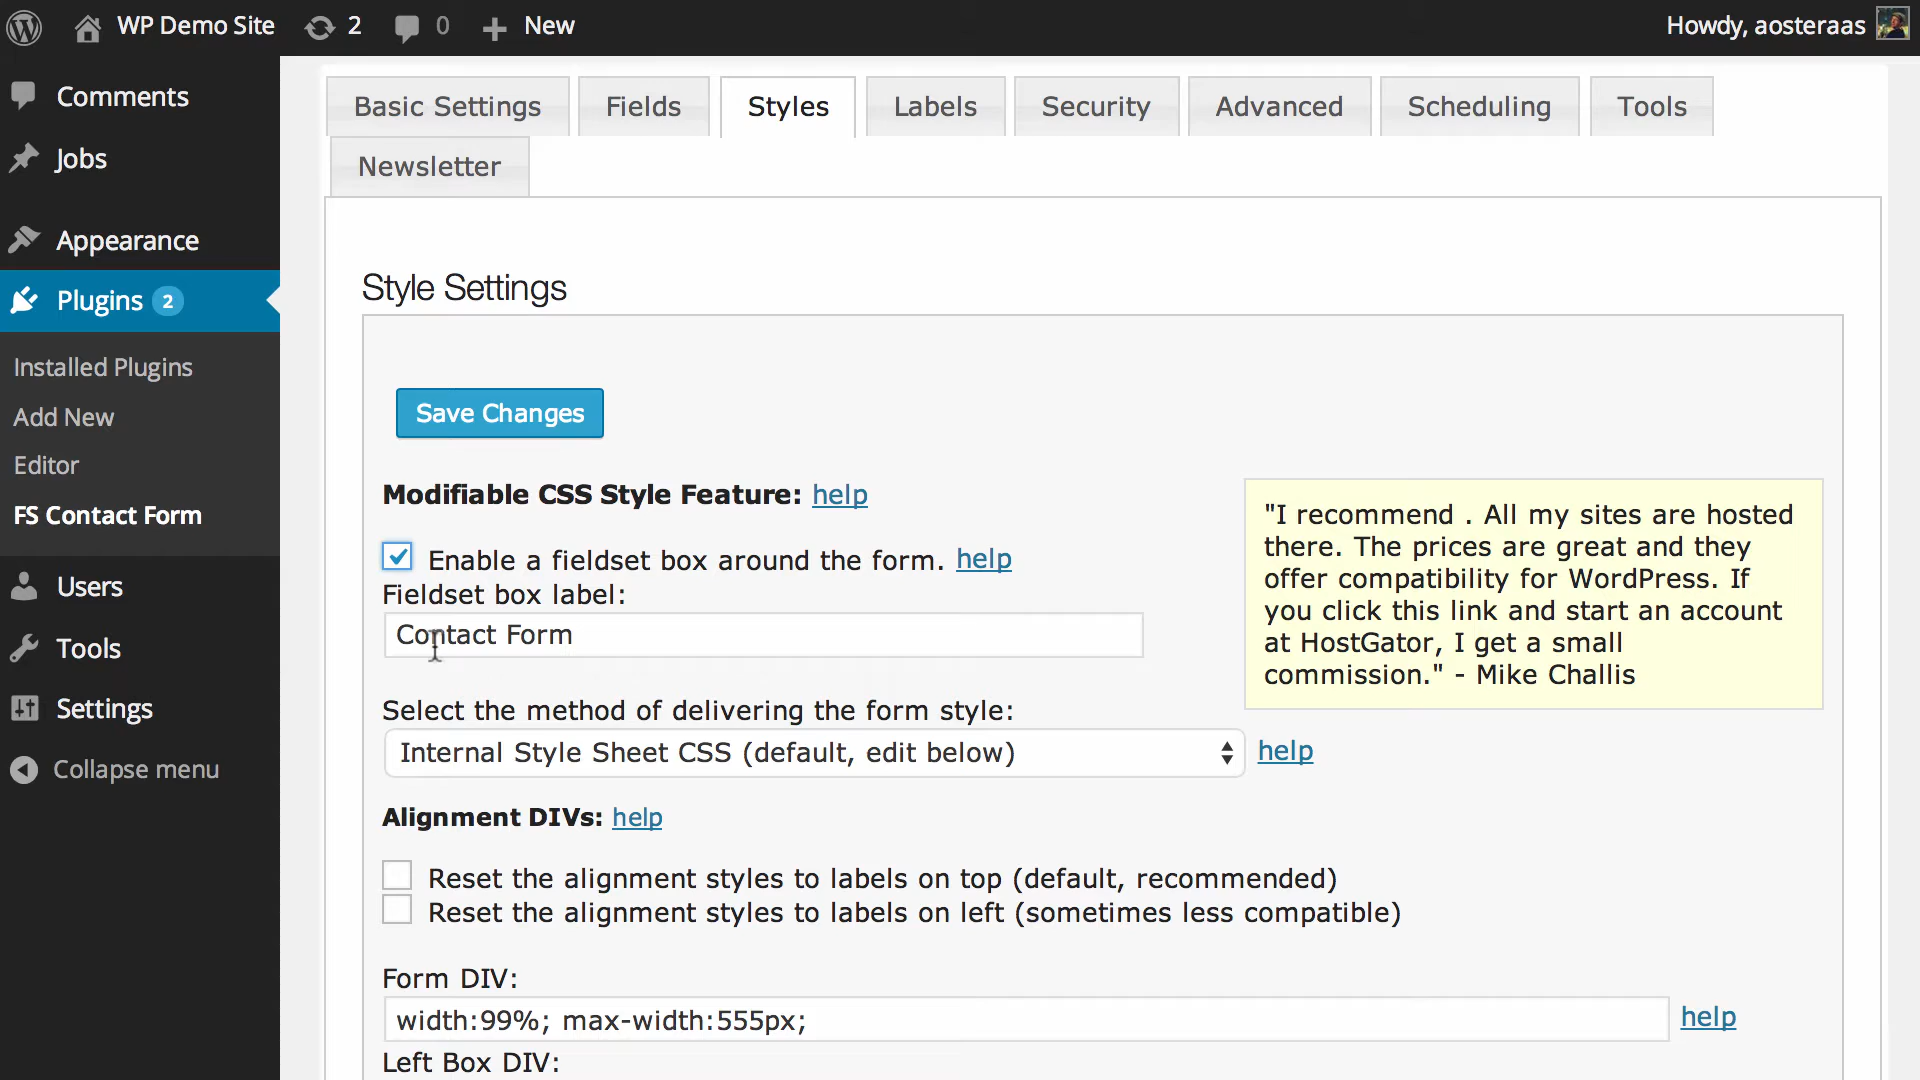 WP Demo Site 2 0 New Howdy, aosteraas
Comments
Jobs
Appearance
Plugins 2
Installed Plugins
Add New
Editor
FS Contact Form
Users
Tools
Settings
Collapse menu
Basic Settings Fields Styles Labels Security Advanced Scheduling Tools
Newsletter
Style Settings
Save Changes
Modifiable CSS Style Feature: help
Enable a fieldset box around the form. help
Fieldset box label:
Contact Form
"I recommend . All my sites are hosted
there. The prices are great and they
offer compatibility for WordPress. If
you click this link and start an account
at HostGator, I get a small
commission." - Mike Challis
Select the method of delivering the form style:
Internal Style Sheet CSS (default, edit below) help
Alignment DIVs: help
Reset the alignment styles to labels on top (default, recommended)
Reset the alignment styles to labels on left (sometimes less compatible)
Form DIV:
width:99%; max-width:555px; help
Left Box DIV: